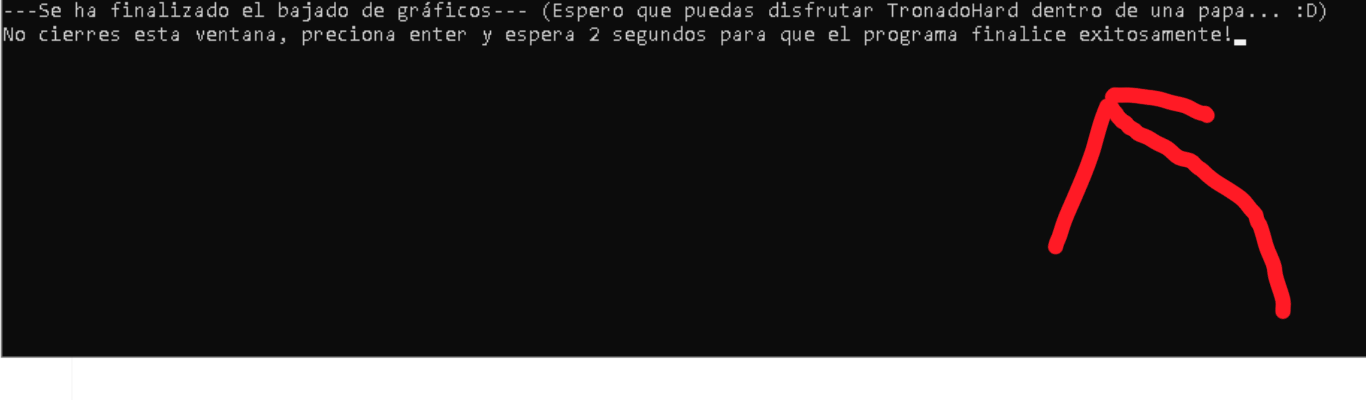 ---Se ha finalizado el bajado de gráficos--- (Espero que puedas disfrutar TronadoHard dentro de una papa... :D)
No cierres esta ventana, preciona enter y espera 2 segundos para que el programa finalice exitosamente!